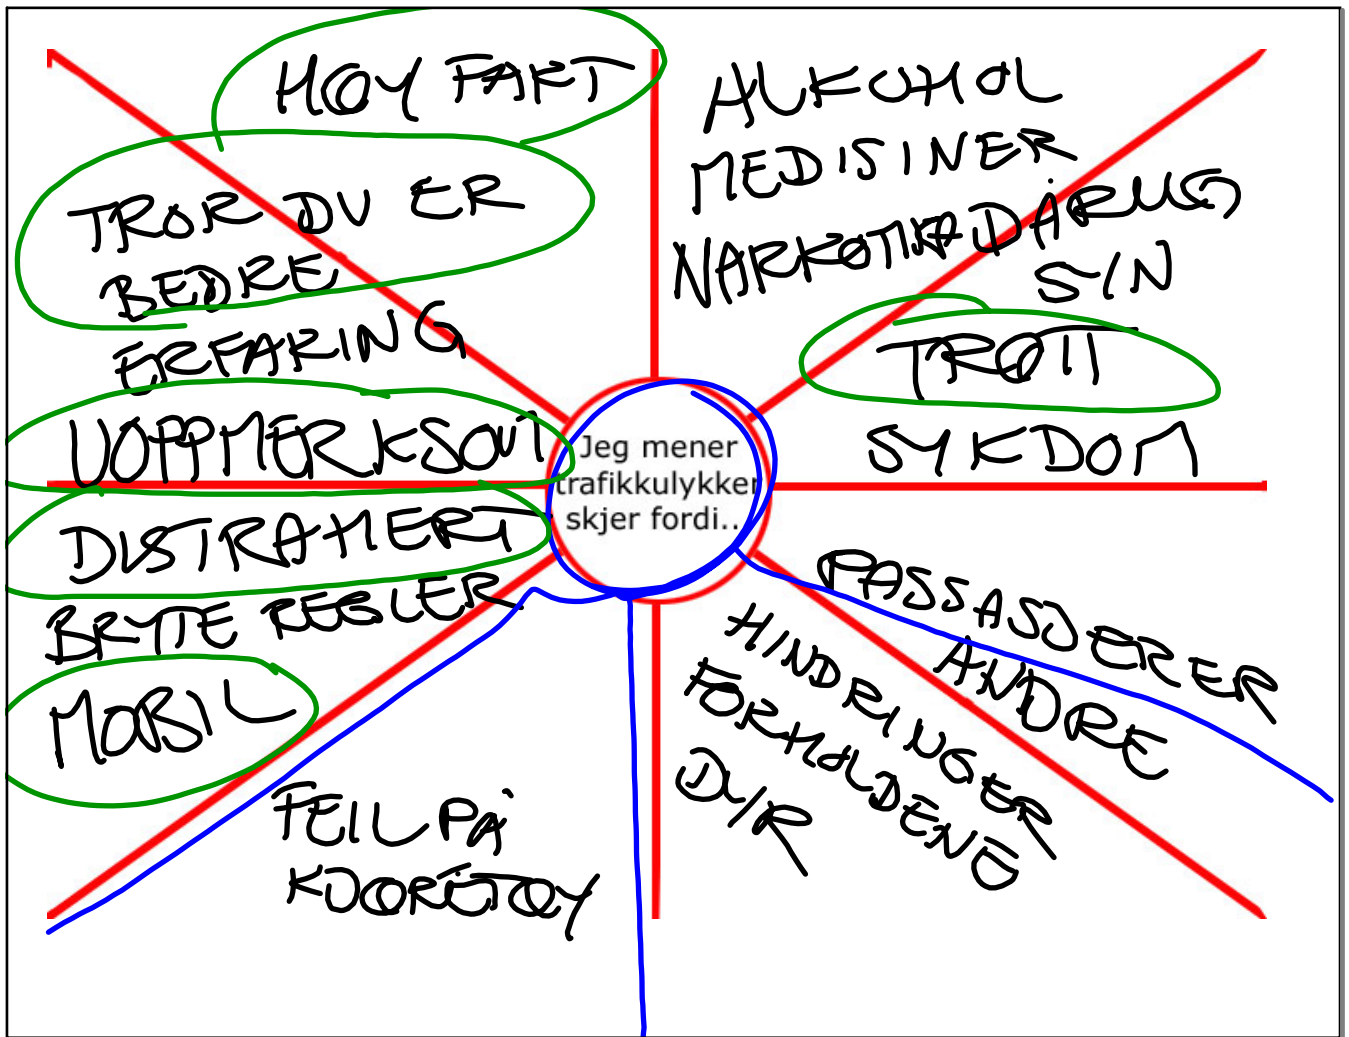 HØY FART
TROR DU ER
BEDRE
ERFARING
UOPPMERKSOM
DISTRAHERT
BRYTE REGLER
MOBIL
FEIL PÅ
KJØRETØY
ALKOHOL
MEDISINER
NARKOTIKA DÅRLIG
SYN
TRØTT
SYKDOM
Jeg mener
trafikkulykker
skjer fordi..
PASSASJERER
ANDRE
HINDRINGER
FORHOLDENE
DYR